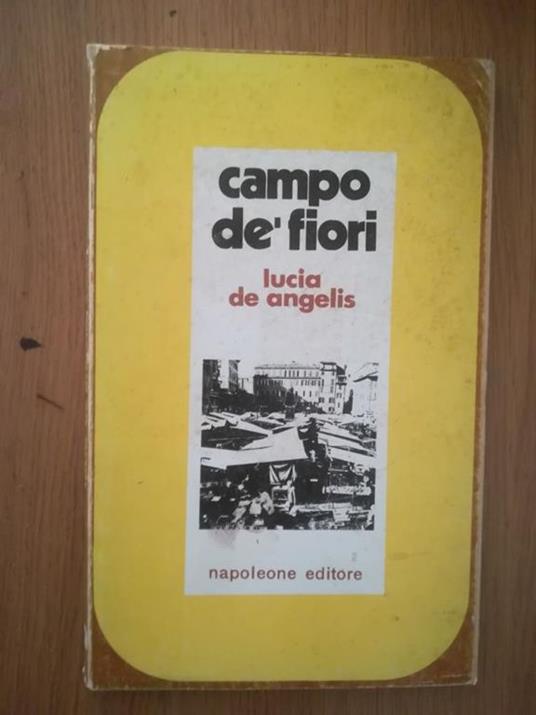 campo
de' fiori
lucia
de angelis
napoleone editore